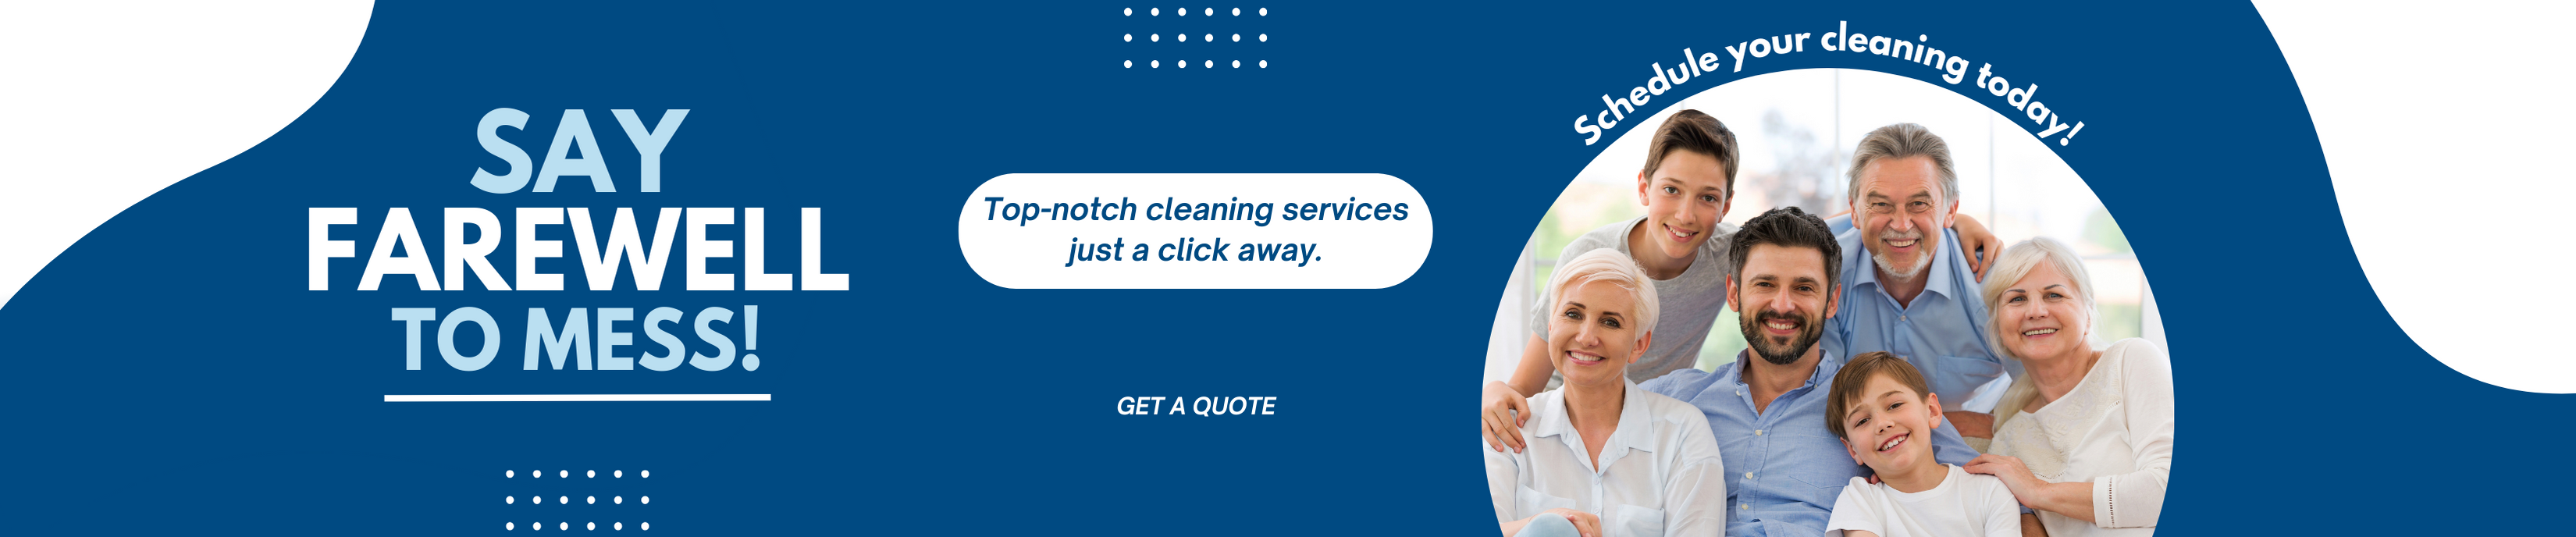 SAY
FAREWELL
TO MESS!
Top-notch cleaning services
just a click away.
GET A QUOTE
Schedule your cleaning today!